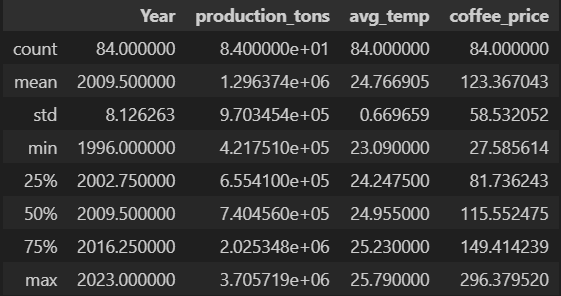 Year production_tons avg_temp coffee_price
count 84.000000 8.400000e+01 84.000000 84.000000
mean 2009.500000 1.296374e+06 24.766905 123.367043
std 8.126263 9.703454e+05 0.669659 58.532052
min 1996.000000 4.217510e+05 23.090000 27.585614
25% 2002.750000 6.554100e+05 24.247500 81.736243
50% 2009.500000 7.404560e+05 24.955000 115.552475
75% 2016.250000 2.025348e+06 25.230000 149.414239
max 2023.000000 3.705719e+06 25.790000 296.379520